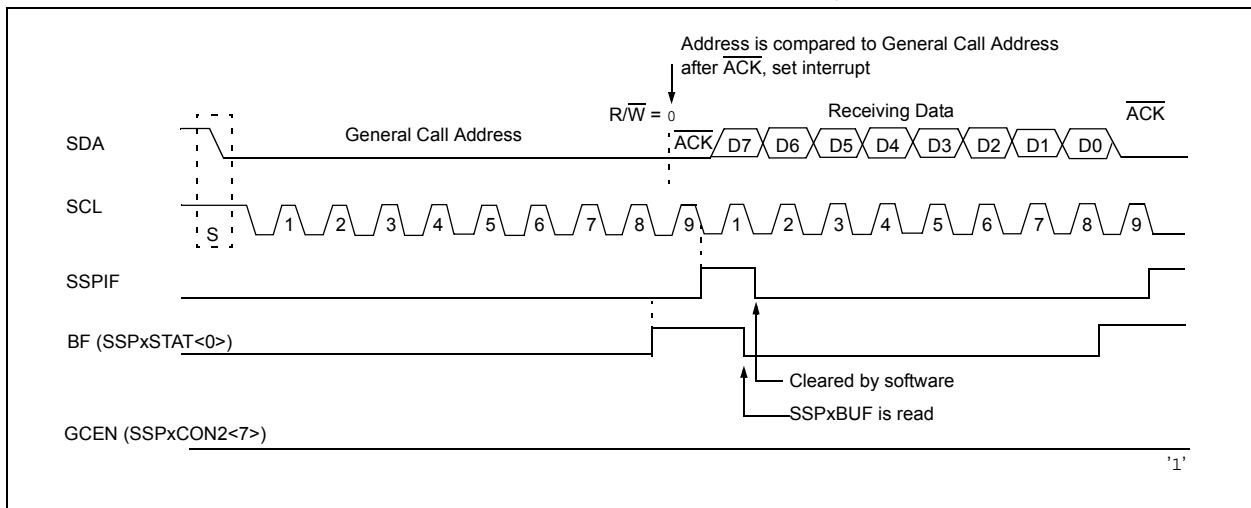 Address is compared to General Call Address
after ACK, set interrupt
R/W = 0
Receiving Data
ACK
SDA
General Call Address
ACK D7 D6 D5 D4 D3 D2 D1 D0
SCL
S
1 2 3 4 5 6 7 8 9 1 2 3 4 5 6 7 8 9
SSPIF
BF (SSPxSTAT<0>)
Cleared by software
SSPxBUF is read
GCEN (SSPxCON2<7>)
'1'